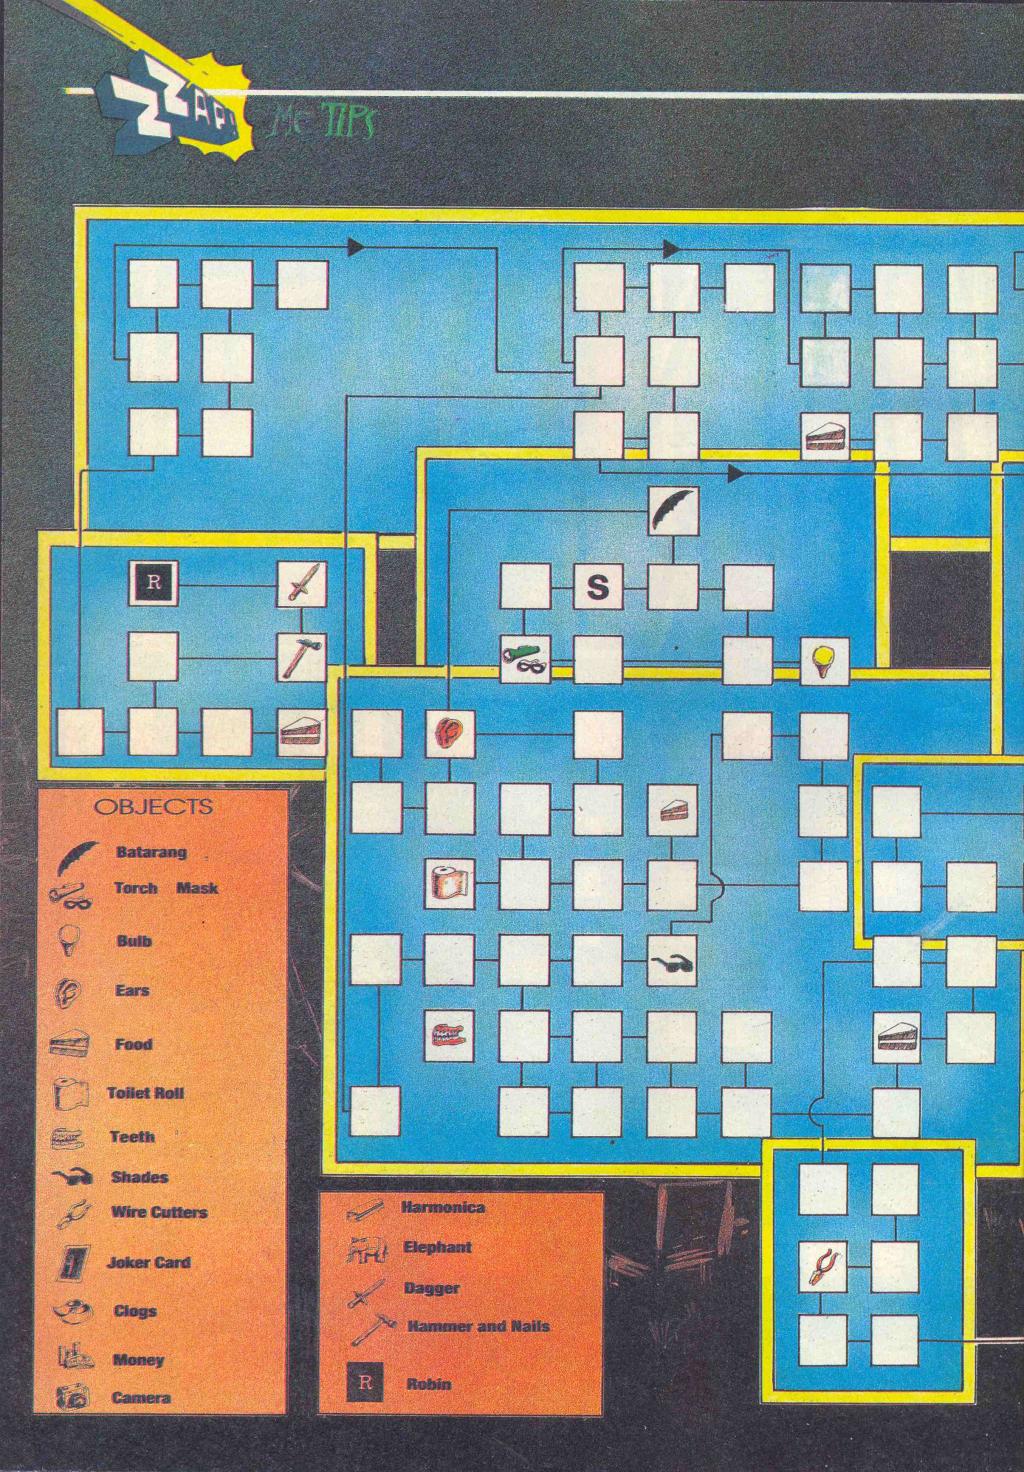 ZZAP!
Me TIPS
S
R
OBJECTS
Batarang
Torch Mask
Bulb
Ears
Food
Toilet Roll
Teeth
Shades
Wire Cutters
Joker Card
Clogs
Money
Camera
Harmonica
Elephant
Dagger
Hammer and Nails
R Robin